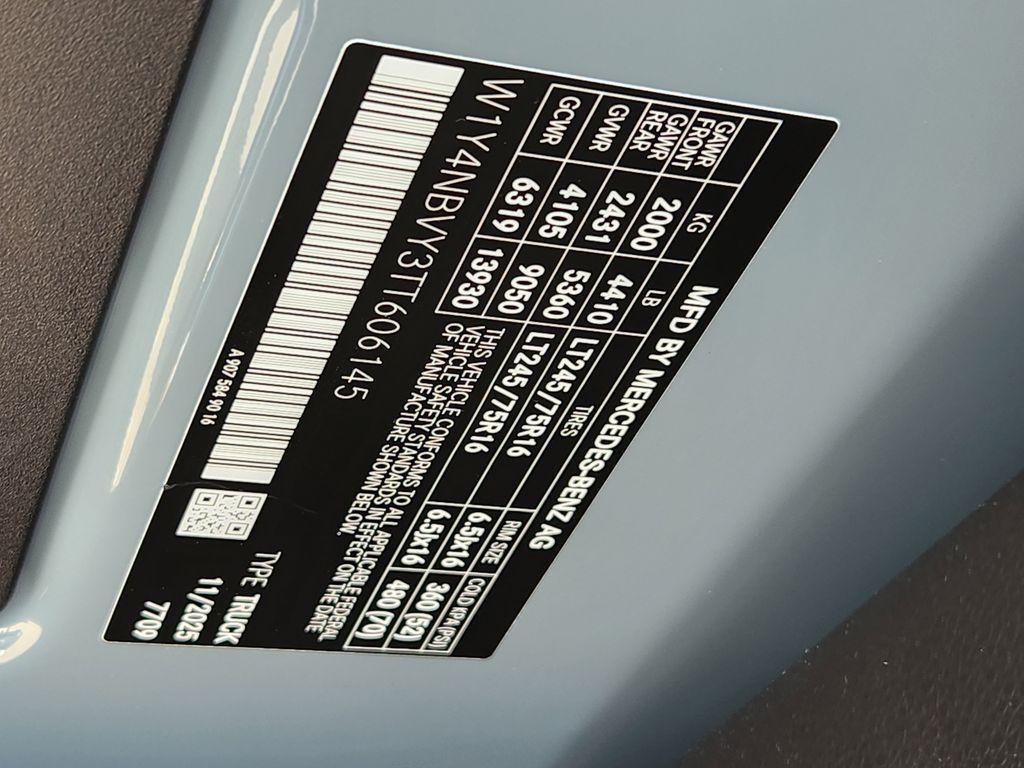 MFD BY MERCEDES-BENZ AG
KG LB TIRES RIM SIZE COLD KPA (PSI)
GAWR FRONT 2000 4410 LT245/75R16 6.5Jx16 360 (52)
GAWR REAR 2431 5360 LT245/75R16 6.5Jx16 480 (70)
GVWR 4105 9050
GCWR 6319 13930
THIS VEHICLE CONFORMS TO ALL APPLICABLE FEDERAL
VEHICLE SAFETY STANDARDS IN EFFECT ON THE DATE
OF MANUFACTURE SHOWN BELOW.
W1Y4NBVY3TT606145
TYPE TRUCK
11/2025
7709
A 907 584 90 16